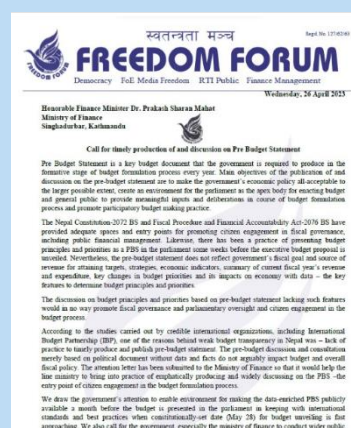 स्वतन्त्रता मञ्च
Regd. No. 127/62/63
FREEDOM FORUM
Democracy FoE Media Freedom RTI Public Finance Management
Wednesday, 26 April 2023
Honorable Finance Minister Dr. Prakash Sharan Mahat
Ministry of Finance
Singhadurbar, Kathmandu
Call for timely production of and discussion on Pre Budget Statement
Pre Budget Statement is a key budget document that the government is required to produce in the
formative stage of budget formulation process every year. Main objectives of the publication of and
discussion on the pre-budget statement are to make the government's economic policy all-acceptable to
the larger possible extent, create an environment for the parliament as the apex body for enacting budget
and general public to provide meaningful inputs and deliberations in course of budget formulation
process and promote participatory budget making practice.
The Nepal Constitution-2072 BS and Fiscal Procedure and Financial Accountability Act-2076 BS have
provided adequate spaces and entry points for promoting citizen engagement in fiscal governance,
including public financial management. Likewise, there has been a practice of presenting budget
principles and priorities as a PBS in the parliament some weeks before the executive budget proposal is
unveiled. Nevertheless, the pre-budget statement does not reflect government's fiscal goal and source of
revenue for attaining targets, strategies, economic indicators, summary of current fiscal year's revenue
and expenditure, key changes in budget priorities and its impacts on economy with data – the key
features to determine budget principles and priorities.
The discussion on budget principles and priorities based on pre-budget statement lacking such features
would in no way promote fiscal governance and parliamentary oversight and citizen engagement in the
budget process.
According to the studies carried out by credible international organizations, including International
Budget Partnership (IBP), one of the reasons behind weak budget transparency in Nepal was – lack of
practice to timely produce and publish pre-budget statement. The pre-budget discussion and consultation
merely based on political document without data and facts do not arguably impact budget and overall
fiscal policy. The attention letter has been submitted to the Ministry of Finance so that it would help the
line ministry to bring into practice of emphatically producing and widely discussing on the PBS –the
entry point of citizen engagement in the budget formulation process.
We draw the government's attention to enable environment for making the data-enriched PBS publicly
available a month before the budget is presented in the parliament in keeping with international
standards and best practices when constitutionally-set date (May 28) for budget unveiling is fast
approaching. We also call for the government, especially the ministry of finance to conduct wider public